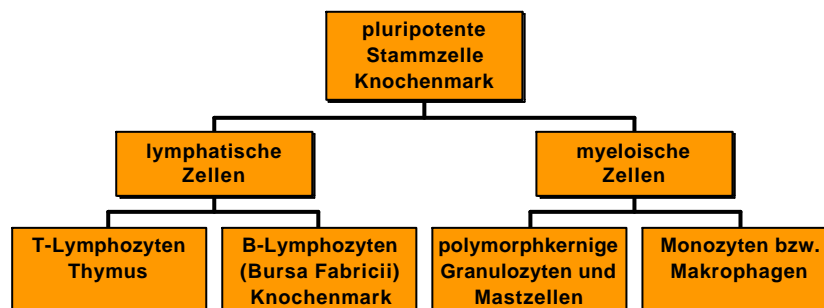 pluripotente
Stammzelle
Knochenmark
lymphatische
Zellen
myeloische
Zellen
T-Lymphozyten
Thymus
B-Lymphozyten
(Bursa Fabricii)
Knochenmark
polymorphkernige
Granulozyten und
Mastzellen
Monozyten bzw.
Makrophagen